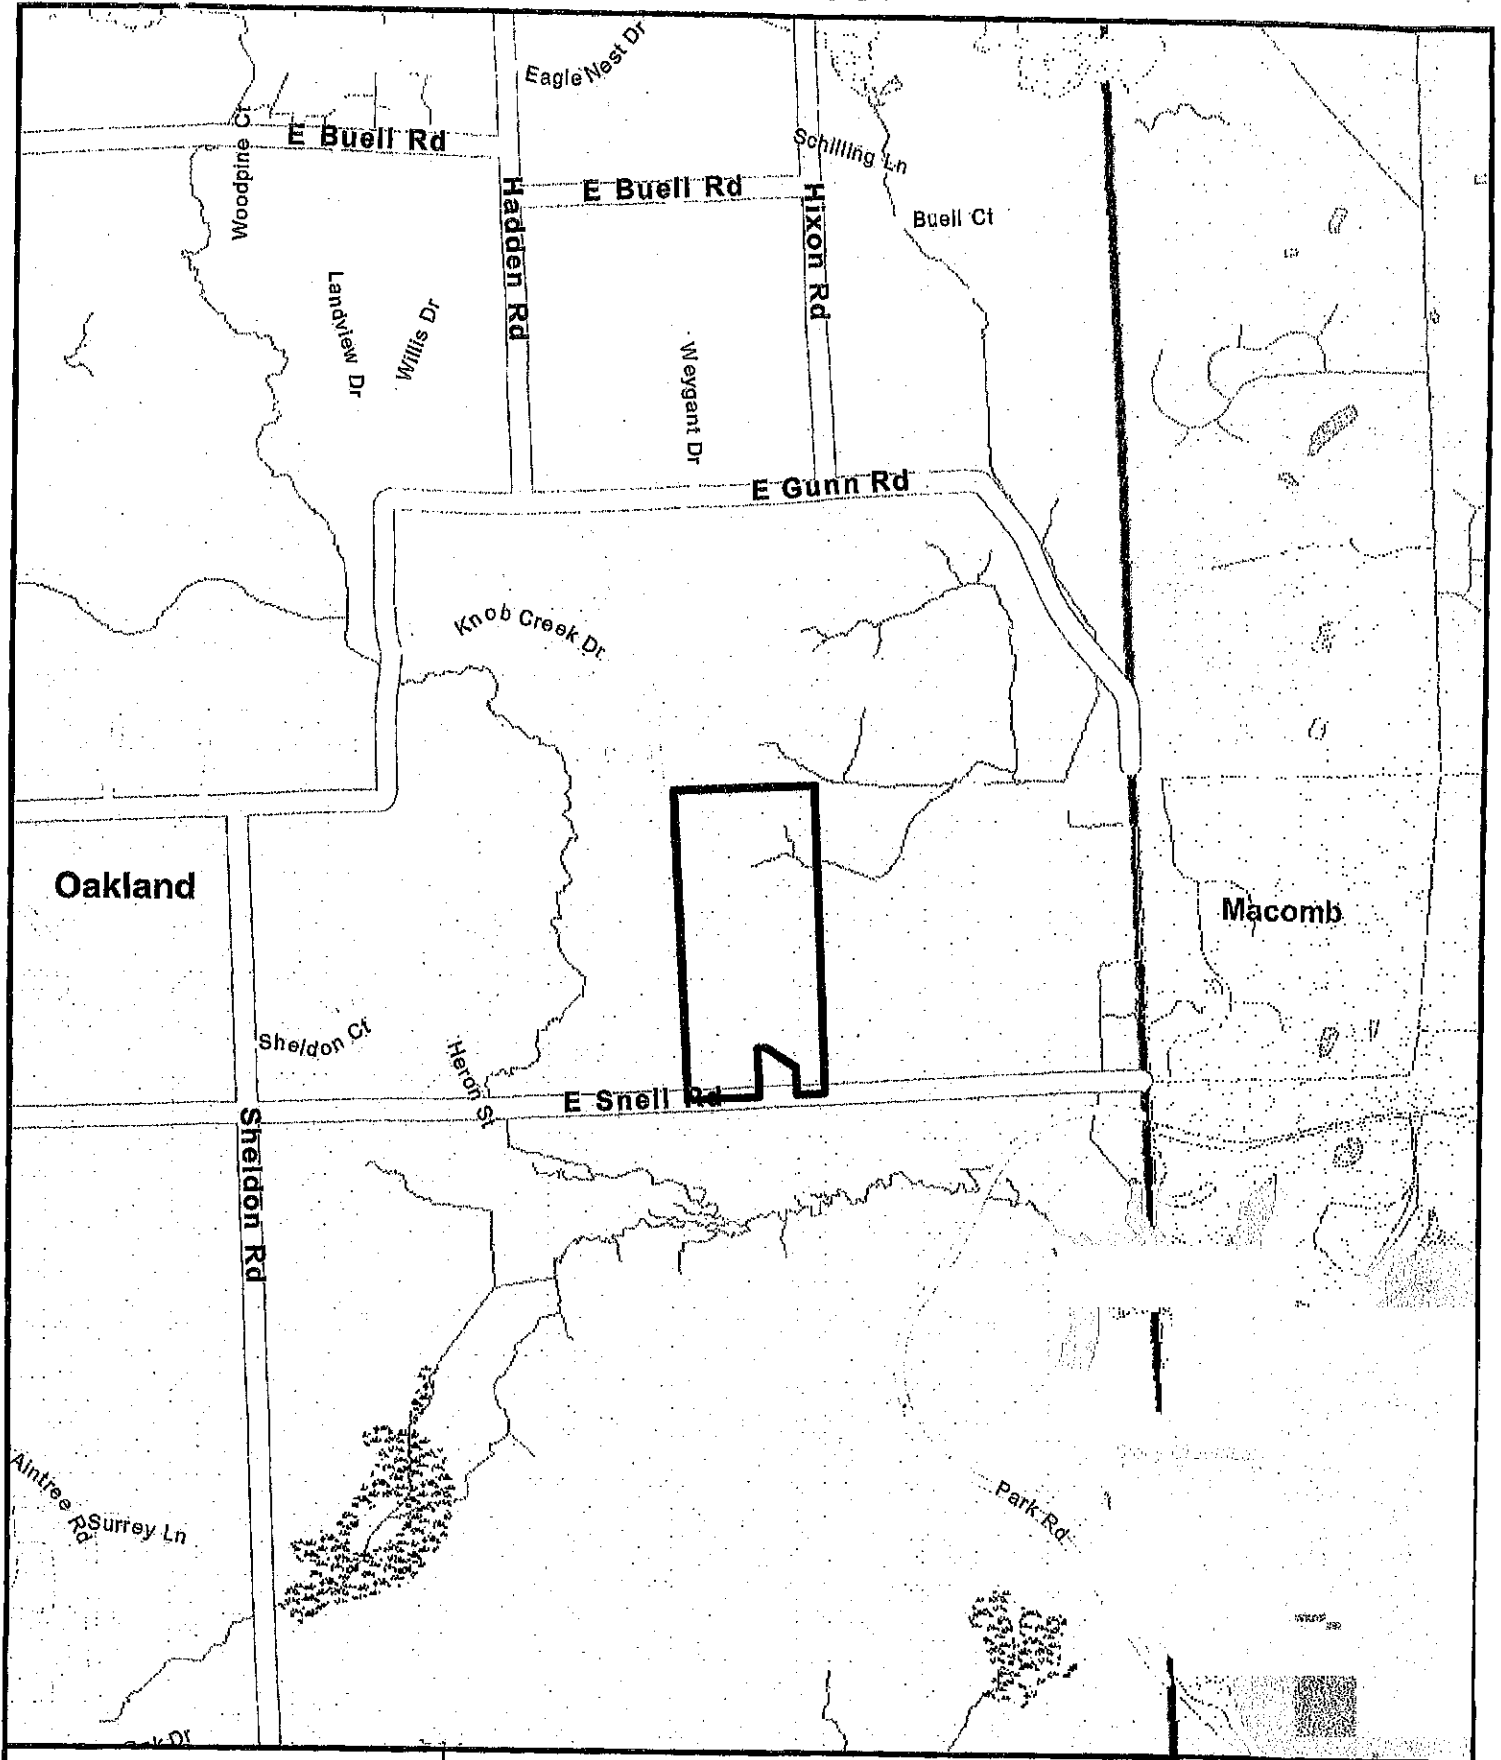 Eagle Nest Dr
Woodpine Ct
E Buell Rd
Schilling Ln
E Buell Rd
Hadden Rd
Hixon Rd
Buell Ct
Landview Dr
Willis Dr
Weygant Dr
E Gunn Rd
Knob Creek Dr
Oakland
Macomb
Sheldon Ct
Heron St
E Snell Rd
Sheldon Rd
Aintree Rd
Surrey Ln
Park Rd